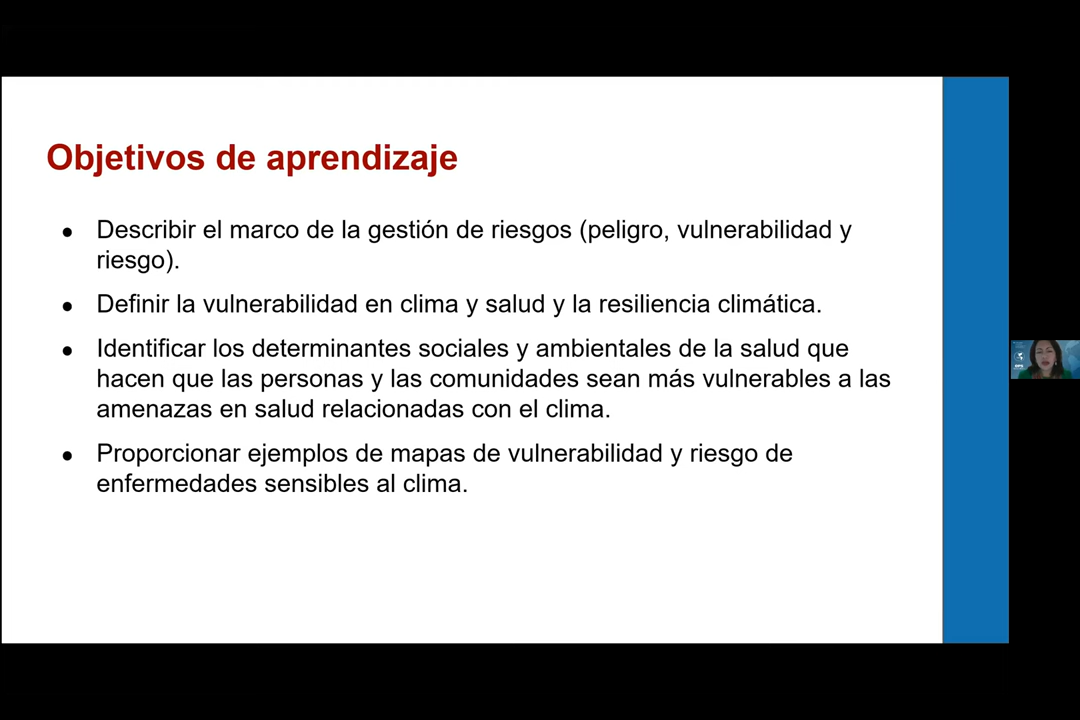 Objetivos de aprendizaje
● Describir el marco de la gestión de riesgos (peligro, vulnerabilidad y
riesgo).
● Definir la vulnerabilidad en clima y salud y la resiliencia climática.
● Identificar los determinantes sociales y ambientales de la salud que
hacen que las personas y las comunidades sean más vulnerables a las
amenazas en salud relacionadas con el clima.
● Proporcionar ejemplos de mapas de vulnerabilidad y riesgo de
enfermedades sensibles al clima.
OPS